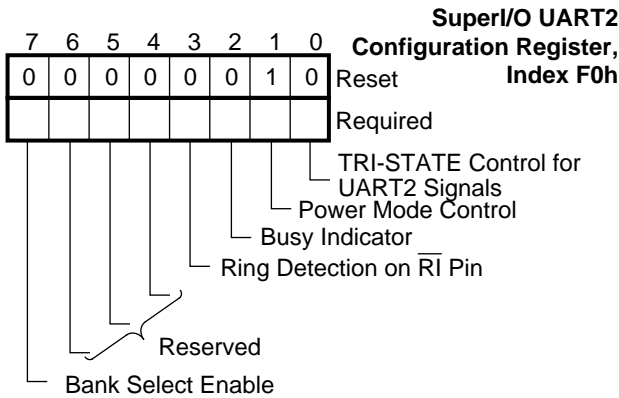 SuperI/O UART2
Configuration Register,
Index F0h
7 6 5 4 3 2 1 0
0 0 0 0 0 0 1 0 Reset
Required
TRI-STATE Control for
UART2 Signals
Power Mode Control
Busy Indicator
Ring Detection on R̅I̅ Pin
Reserved
Bank Select Enable